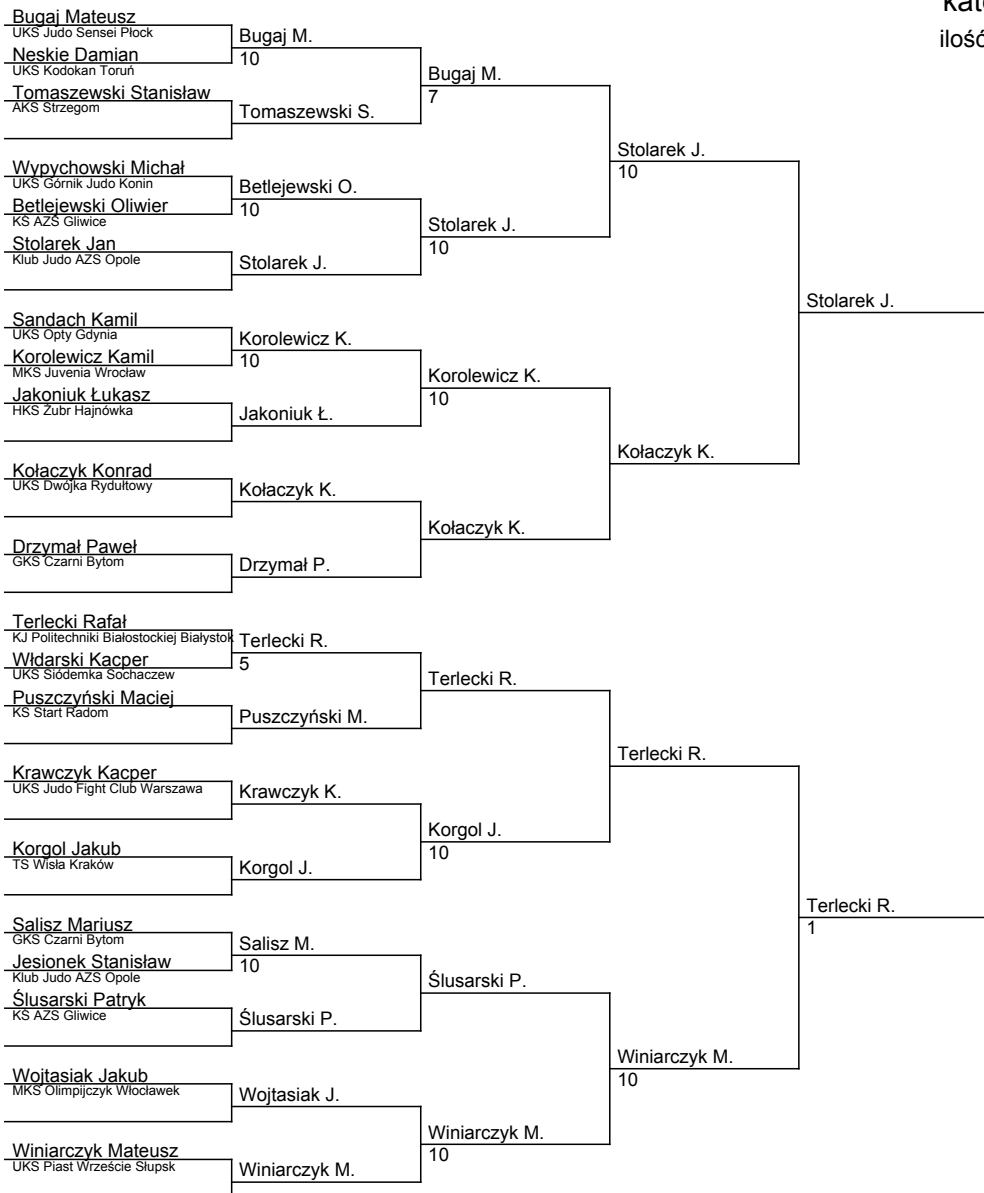 Bugaj Mateusz
UKS Judo Sensei Płock
Neskie Damian
UKS Kodokan Toruń
Tomaszewski Stanisław
AKS Strzegom
Wypychowski Michał
UKS Górnik Judo Konin
Betlejewski Oliwier
KS AZS Gliwice
Stolarek Jan
Klub Judo AZS Opole
Sandach Kamil
UKS Opty Gdynia
Korolewicz Kamil
MKS Juvenia Wrocław
Jakoniuk Łukasz
HKS Żubr Hajnówka
Kołaczyk Konrad
UKS Dwójka Rydułtowy
Drzymał Paweł
GKS Czarni Bytom
Terlecki Rafał
KJ Politechniki Białostockiej Białystok
Włdarski Kacper
UKS Siódemka Sochaczew
Puszczyński Maciej
KS Start Radom
Krawczyk Kacper
UKS Judo Fight Club Warszawa
Korgol Jakub
TS Wisła Kraków
Salisz Mariusz
GKS Czarni Bytom
Jesionek Stanisław
Klub Judo AZS Opole
Ślusarski Patryk
KS AZS Gliwice
Wojtasiak Jakub
MKS Olimpijczyk Włocławek
Winiarczyk Mateusz
UKS Piast Wrzeście Słupsk
Bugaj M.
10
Tomaszewski S.
Betlejewski O.
10
Stolarek J.
Korolewicz K.
10
Jakoniuk Ł.
Kołaczyk K.
Drzymał P.
Terlecki R.
5
Puszczyński M.
Krawczyk K.
Korgol J.
Salisz M.
10
Ślusarski P.
Wojtasiak J.
Winiarczyk M.
Bugaj M.
7
Stolarek J.
10
Korolewicz K.
10
Kołaczyk K.
Terlecki R.
Korgol J.
10
Ślusarski P.
Winiarczyk M.
10
Stolarek J.
10
Kołaczyk K.
Terlecki R.
Winiarczyk M.
10
Stolarek J.
Terlecki R.
1
kate
ilość